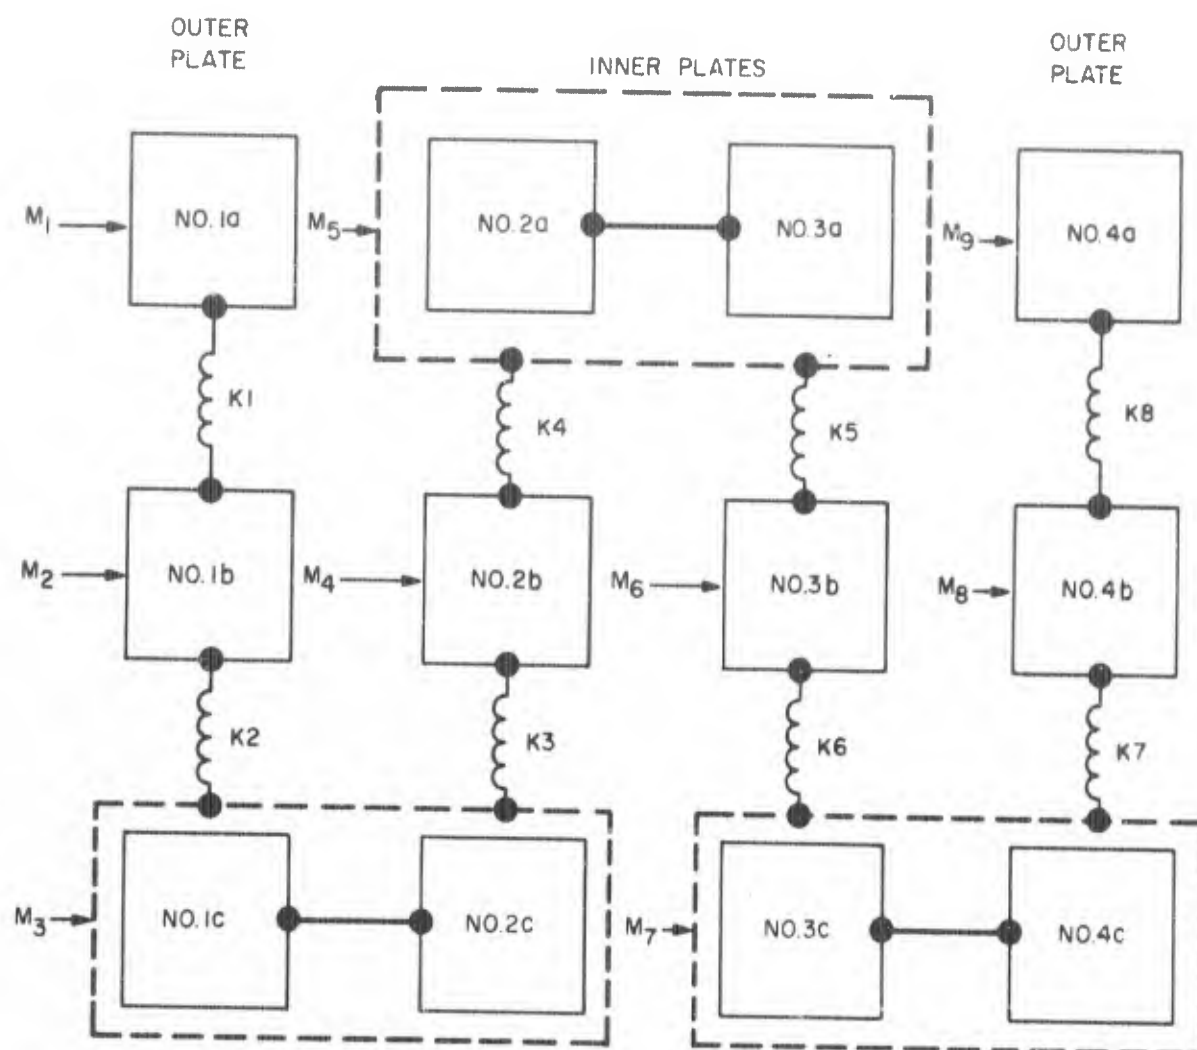 OUTER
PLATE
INNER PLATES
OUTER
PLATE
M1
NO.1a
M5
NO.2a
NO.3a
M9
NO.4a
K1
K4
K5
K8
M2
NO.1b
M4
NO.2b
M6
NO.3b
M8
NO.4b
K2
K3
K6
K7
M3
NO.1c
NO.2c
M7
NO.3c
NO.4c